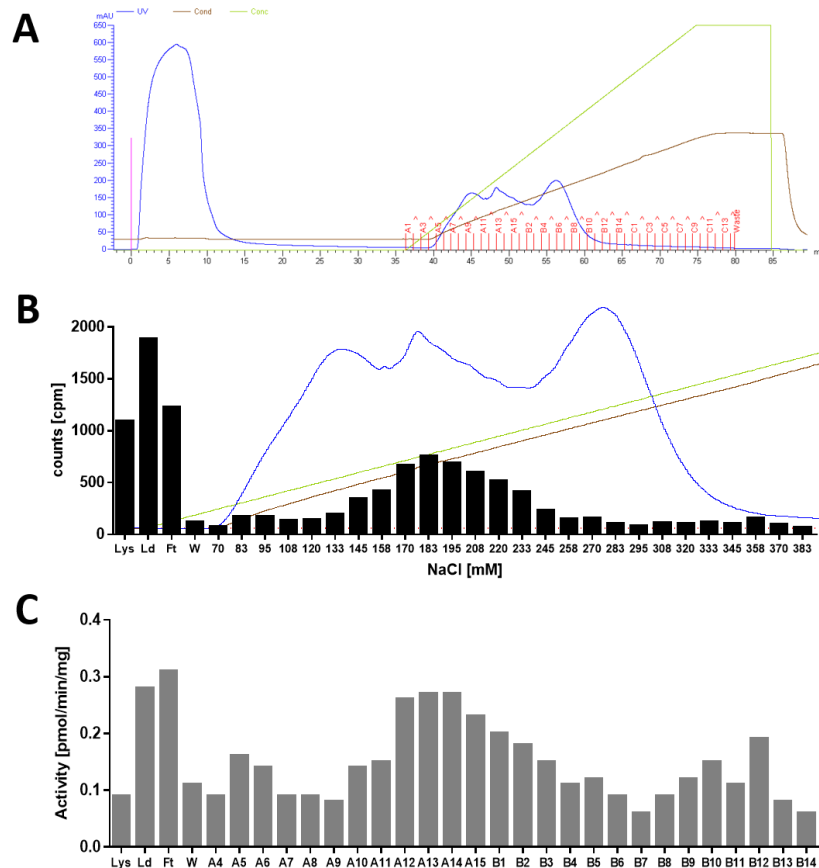 A
mAU
UV
Cond
Conc
650
600
550
500
450
400
350
300
250
200
150
100
50
0
A1 > A3 > A5 > A7 > A9 > A11 > A13 > A15 > B2 > B4 > B6 > B8 > B10 > B12 > B14 > C1 > C3 > C5 > C7 > C9 > C11 > C13 > Waste
0 5 10 15 20 25 30 35 40 45 50 55 60 65 70 75 80 85 m
B
counts [cpm]
2000
1500
1000
500
0
Lys Ld Ft W 70 83 95 108 120 133 145 158 170 183 195 208 220 233 245 258 270 283 295 308 320 333 345 358 370 383
NaCl [mM]
C
Activity [pmol/min/mg]
0.4
0.3
0.2
0.1
0.0
Lys Ld Ft W A4 A5 A6 A7 A8 A9 A10 A11 A12 A13 A14 A15 B1 B2 B3 B4 B5 B6 B7 B8 B9 B10 B11 B12 B13 B14